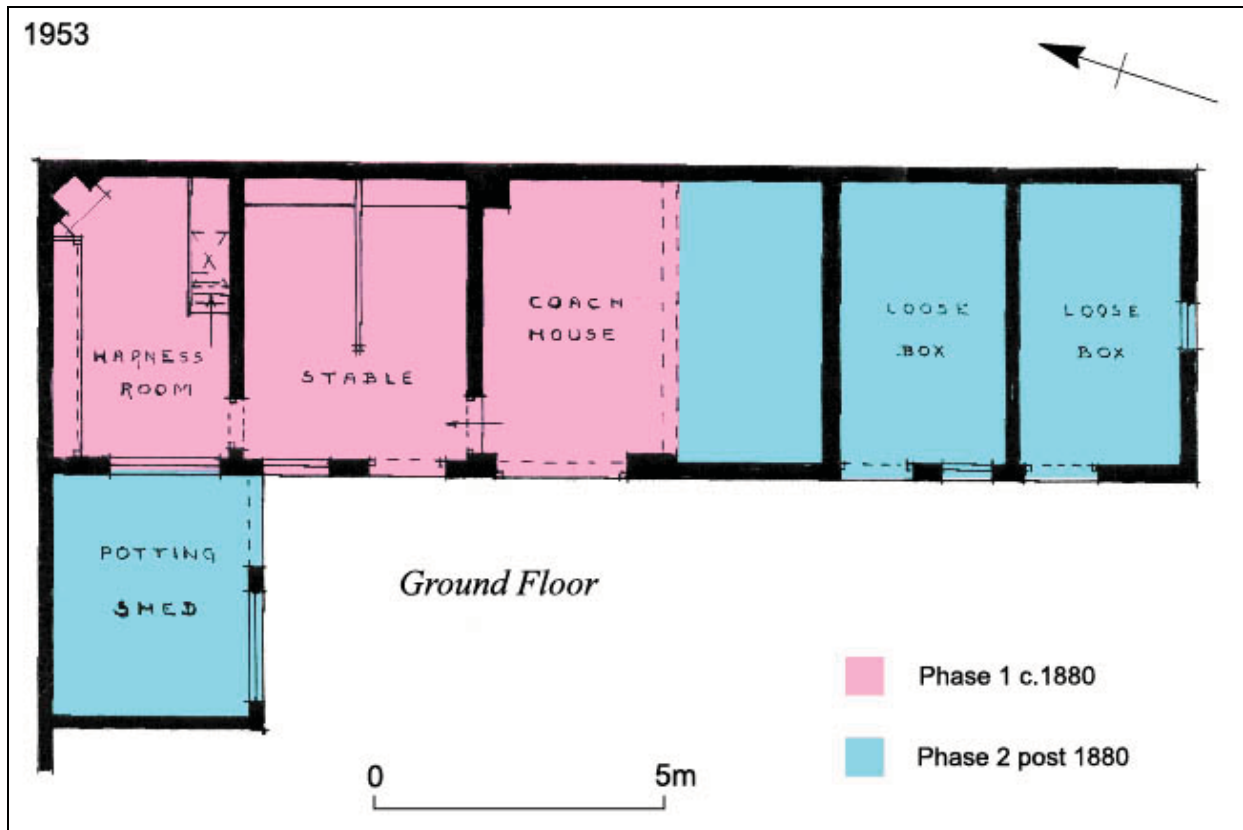 1953
COACH
HOUSE
LOOSE
BOX
LOOSE
BOX
HARNESS
ROOM
STABLE
POTTING
SHED
Ground Floor
Phase 1 c.1880
Phase 2 post 1880
0 5m